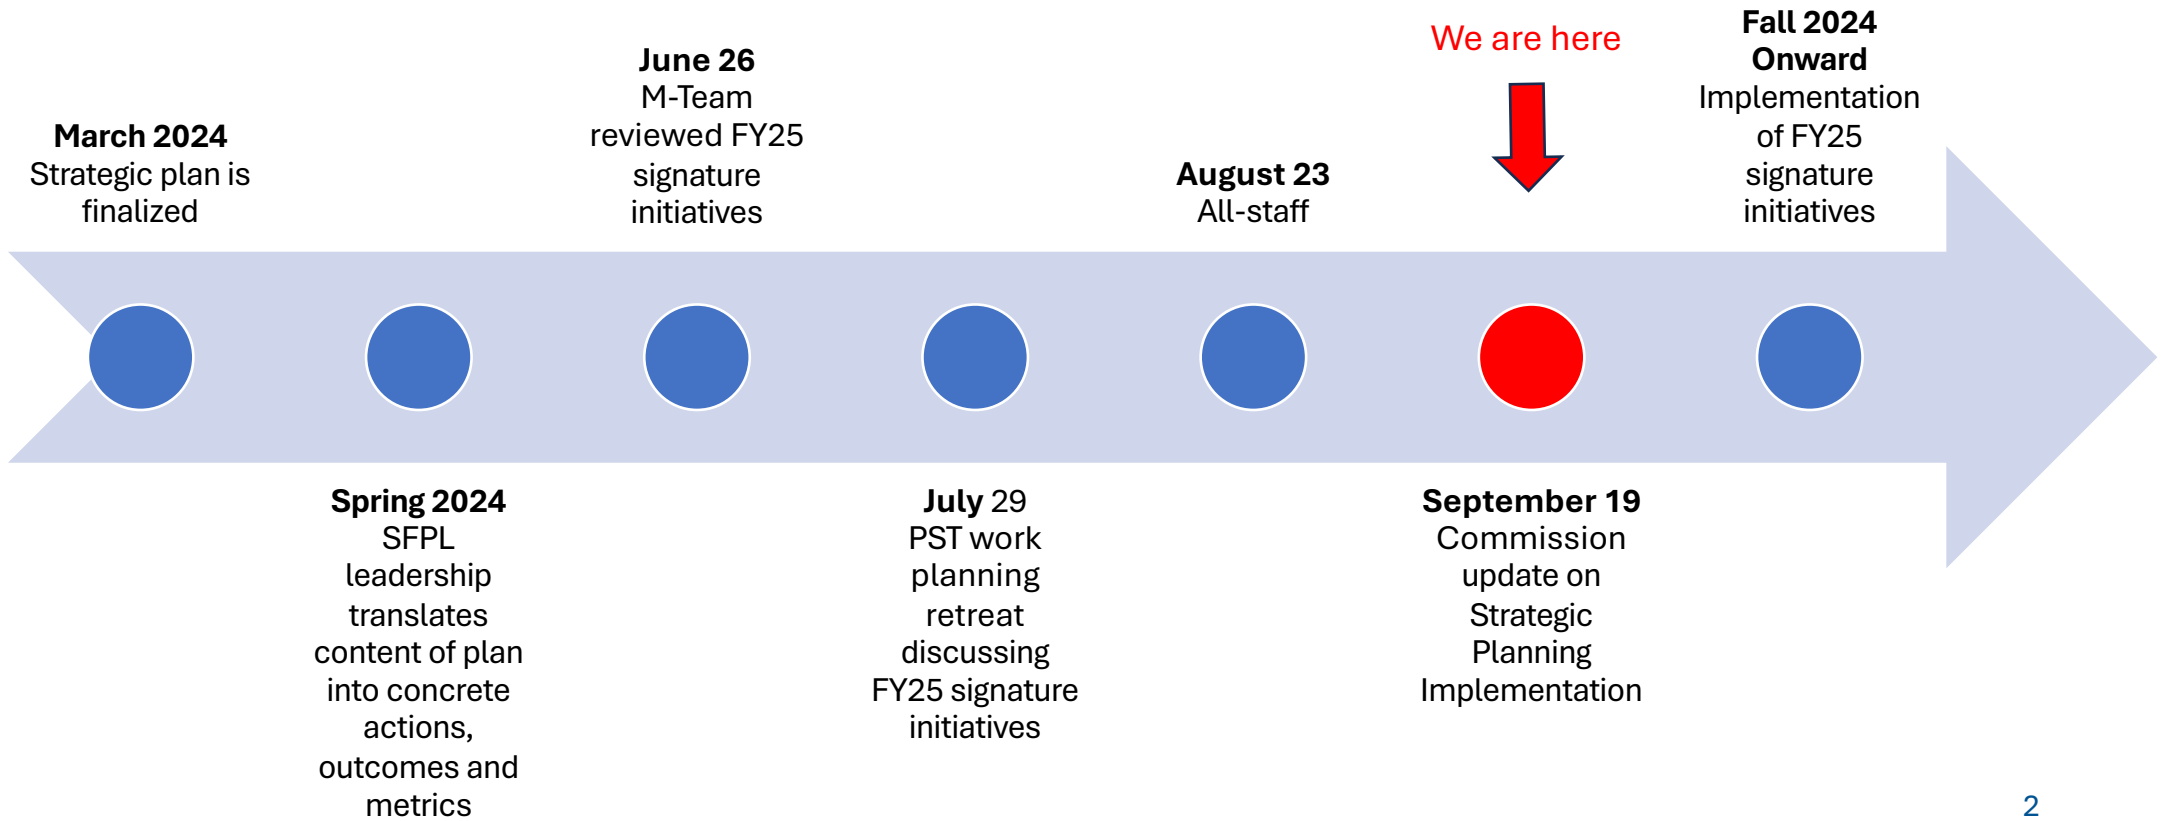 March 2024
Strategic plan is
finalized
Spring 2024
SFPL
leadership
translates
content of plan
into concrete
actions,
outcomes and
metrics
June 26
M-Team
reviewed FY25
signature
initiatives
July 29
PST work
planning
retreat
discussing
FY25 signature
initiatives
August 23
All-staff
We are here
September 19
Commission
update on
Strategic
Planning
Implementation
Fall 2024
Onward
Implementation
of FY25
signature
initiatives
2